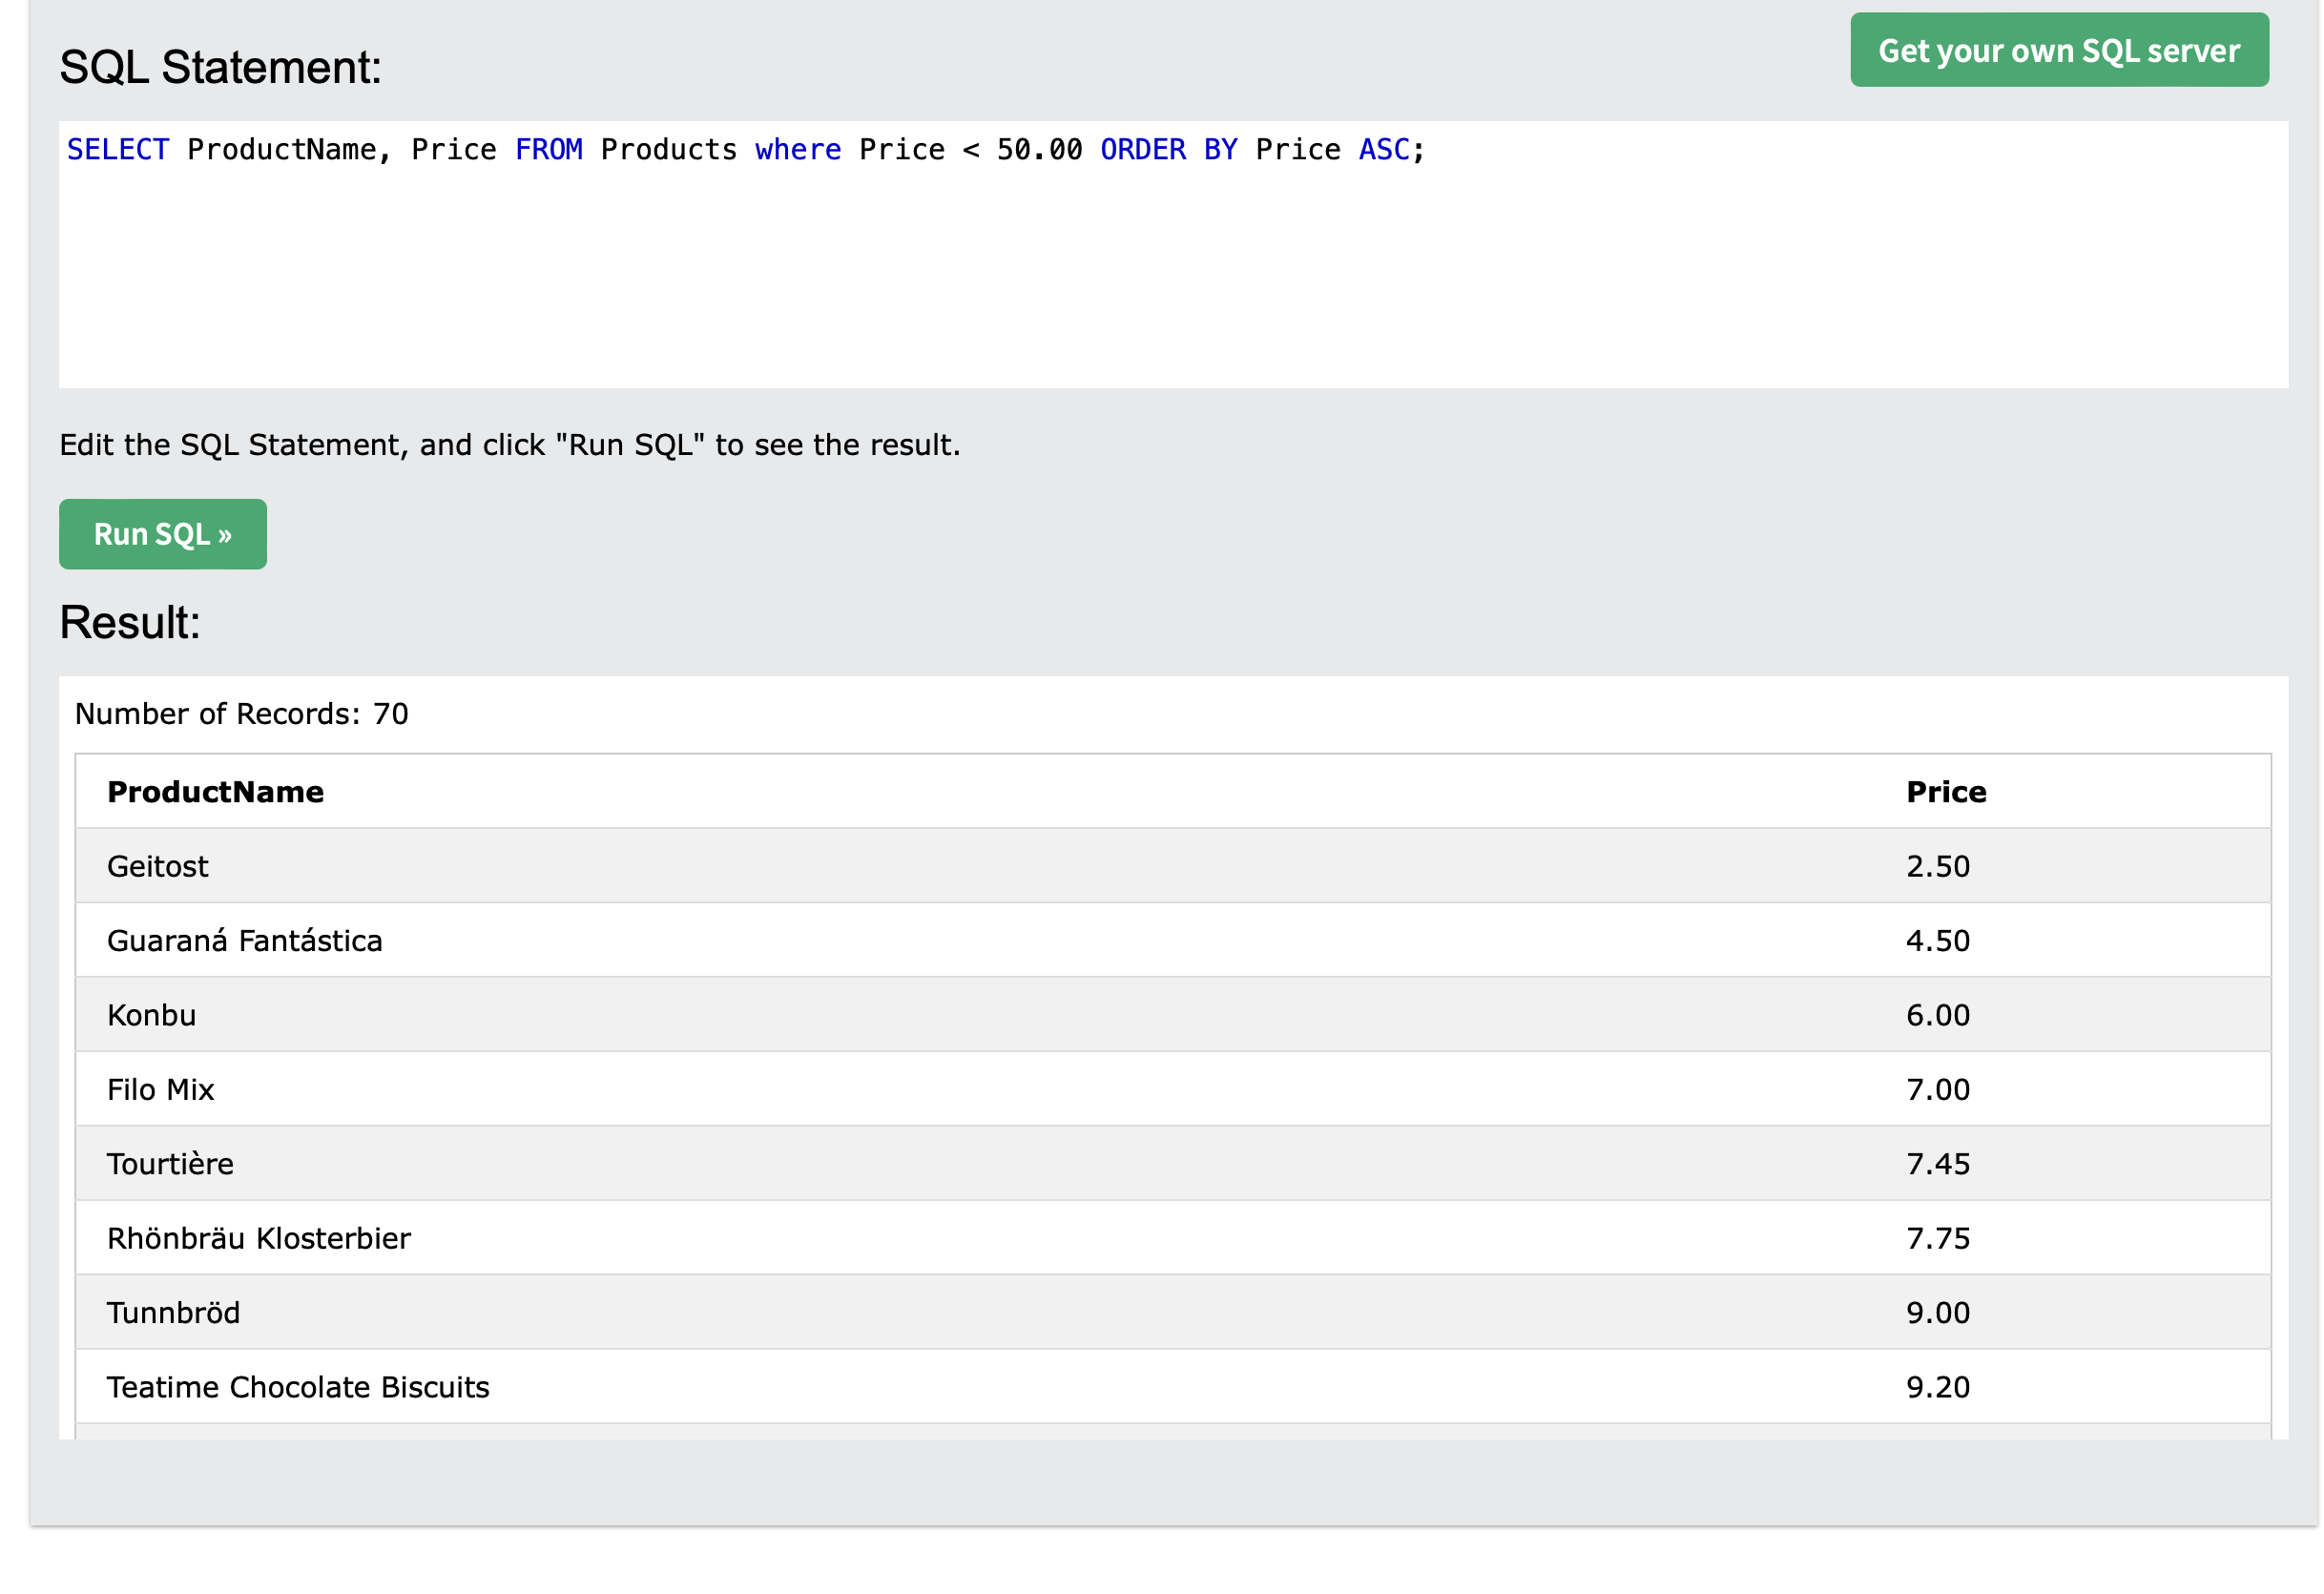 SQL Statement:
Get your own SQL server
SELECT ProductName, Price FROM Products where Price < 50.00 ORDER BY Price ASC;
Edit the SQL Statement, and click "Run SQL" to see the result.
Run SQL »
Result:
Number of Records: 70
ProductName Price
Geitost 2.50
Guaraná Fantástica 4.50
Konbu 6.00
Filo Mix 7.00
Tourtière 7.45
Rhönbräu Klosterbier 7.75
Tunnbröd 9.00
Teatime Chocolate Biscuits 9.20